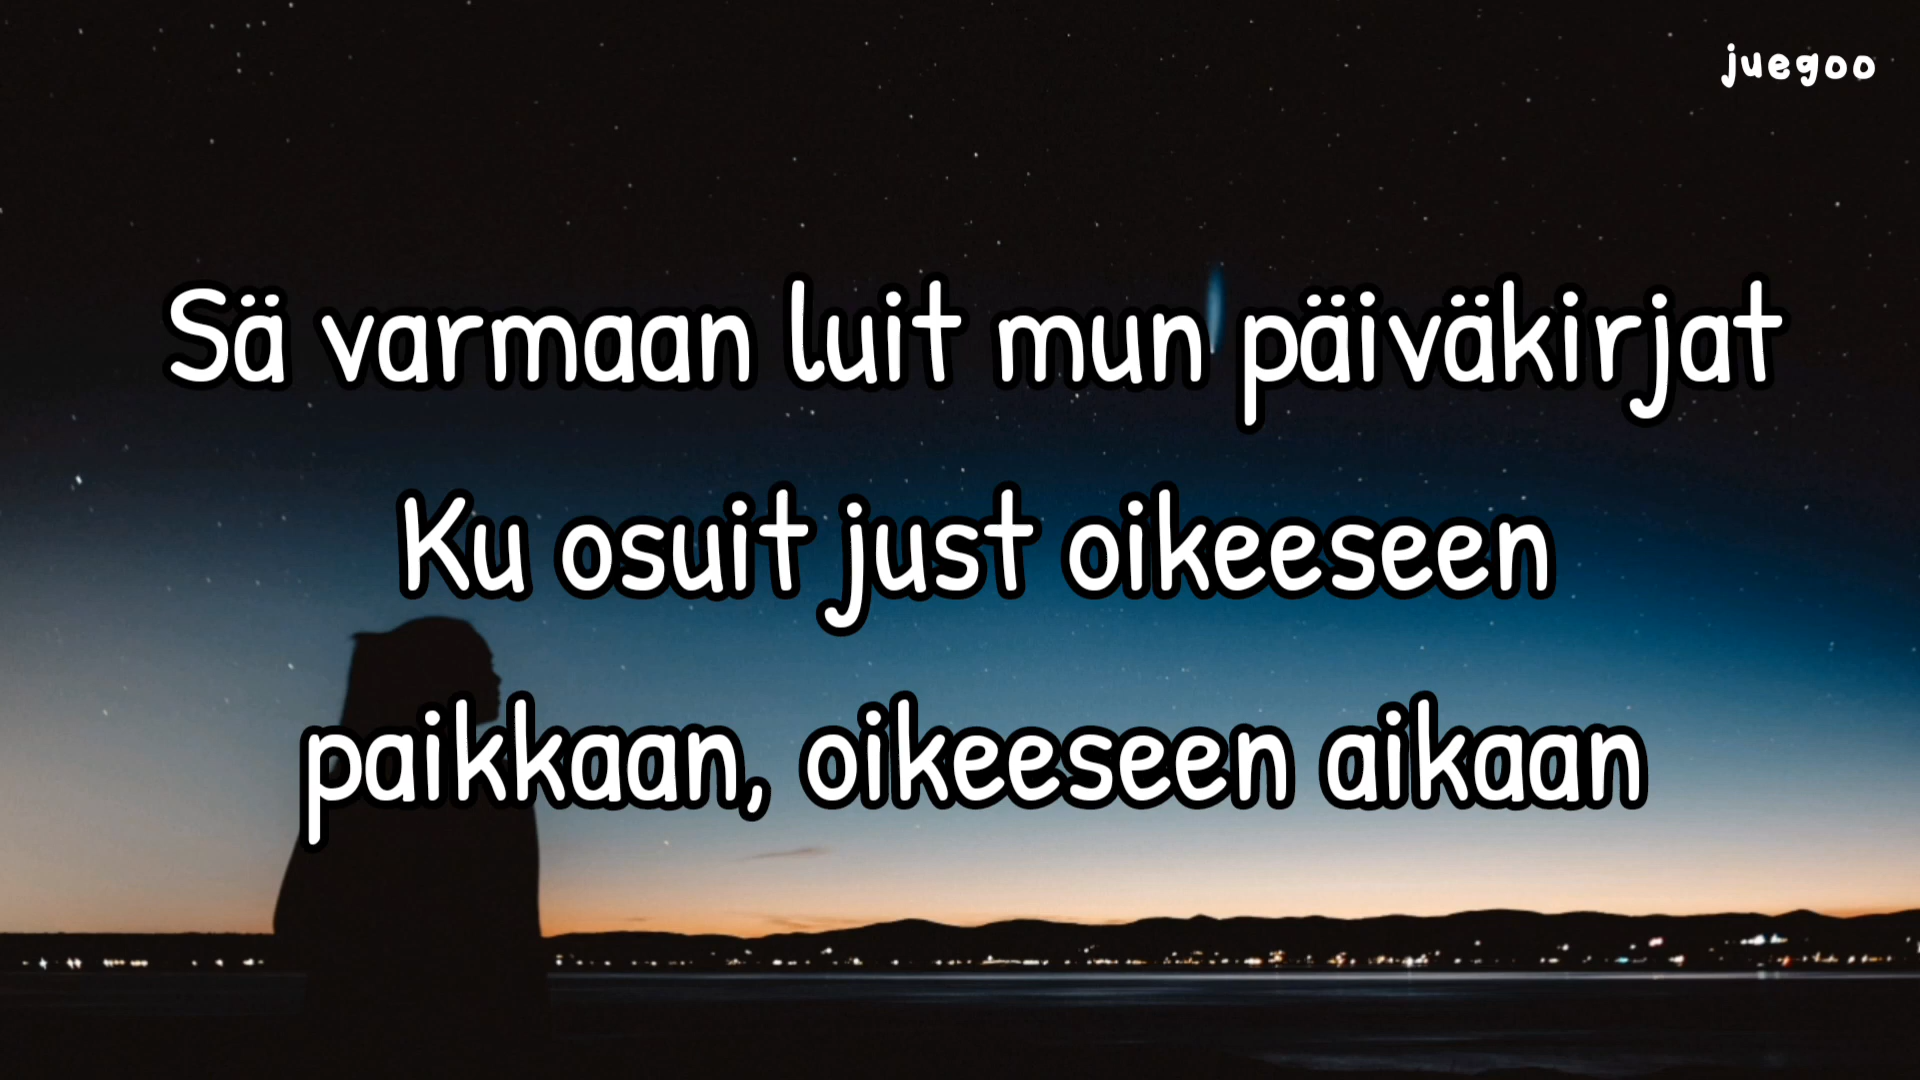 juegoo
Sä varmaan luit mun päiväkirjat
Ku osuit just oikeeseen
paikkaan, oikeeseen aikaan